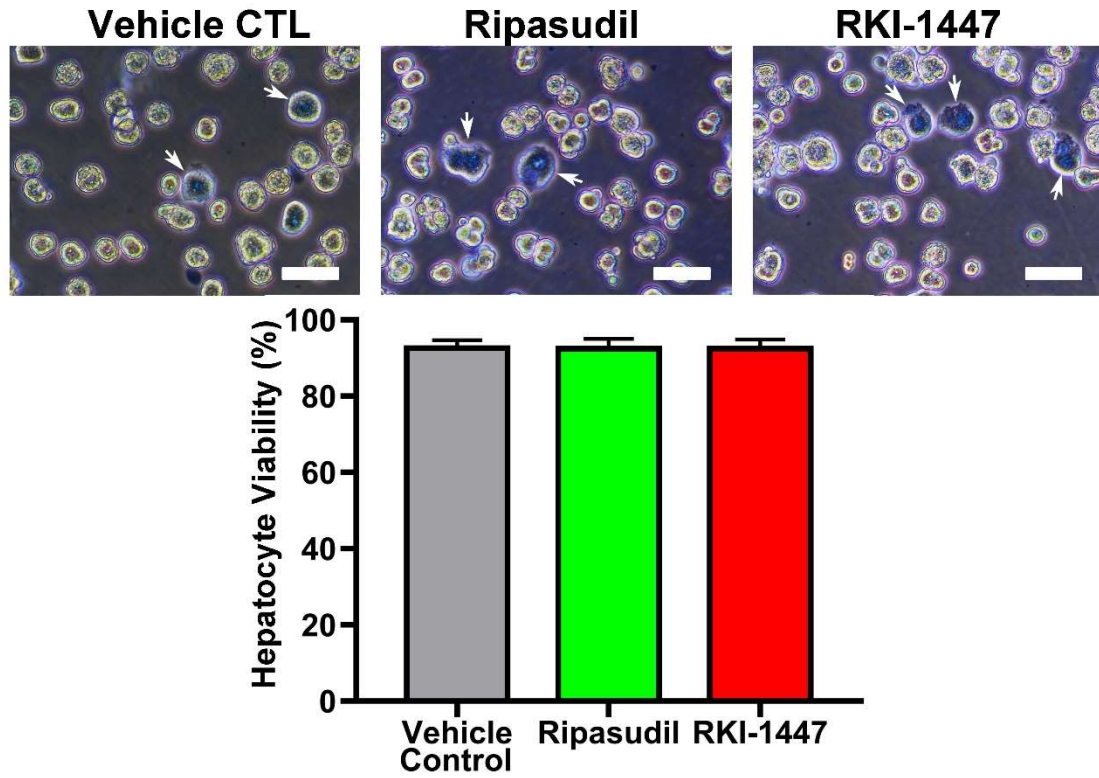 Vehicle CTL
Ripasudil
RKI-1447
Hepatocyte Viability (%)
100
80
60
40
20
0
Vehicle
Control
Ripasudil
RKI-1447